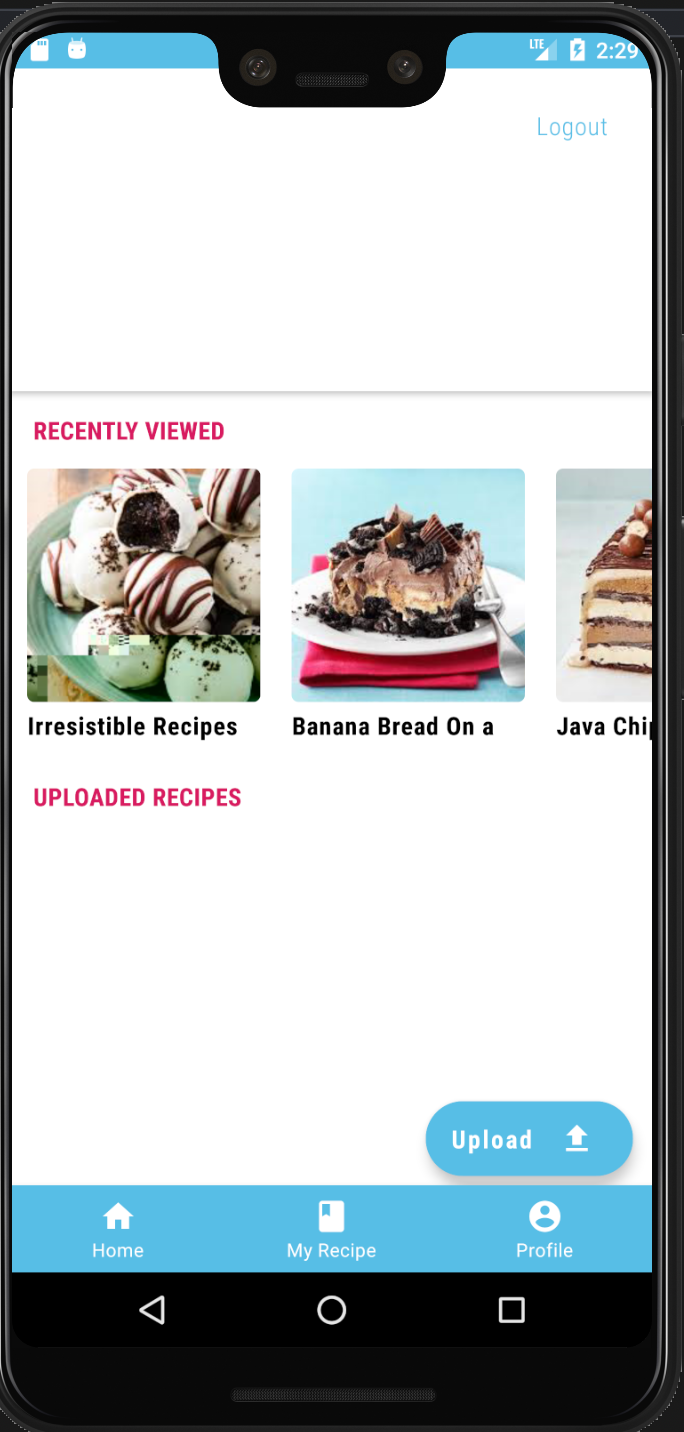 LTE 2:29
Logout
RECENTLY VIEWED
Irresistible Recipes
Banana Bread On a
Java Chip
UPLOADED RECIPES
Upload
Home
My Recipe
Profile